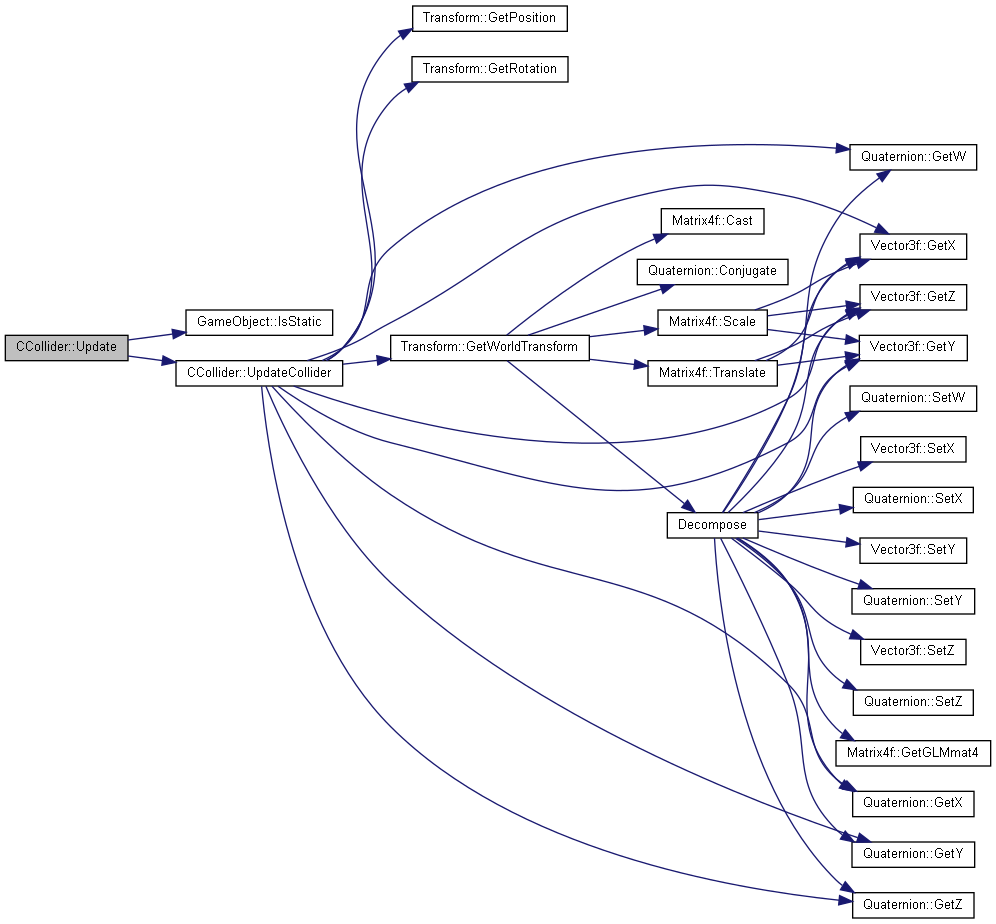 Transform::GetPosition
Transform::GetRotation
Quaternion::GetW
Matrix4f::Cast
Vector3f::GetX
Quaternion::Conjugate
Vector3f::GetZ
GameObject::IsStatic
Matrix4f::Scale
CCollider::Update
Transform::GetWorldTransform
Vector3f::GetY
CCollider::UpdateCollider
Matrix4f::Translate
Quaternion::SetW
Vector3f::SetX
Quaternion::SetX
Decompose
Vector3f::SetY
Quaternion::SetY
Vector3f::SetZ
Quaternion::SetZ
Matrix4f::GetGLMmat4
Quaternion::GetX
Quaternion::GetY
Quaternion::GetZ